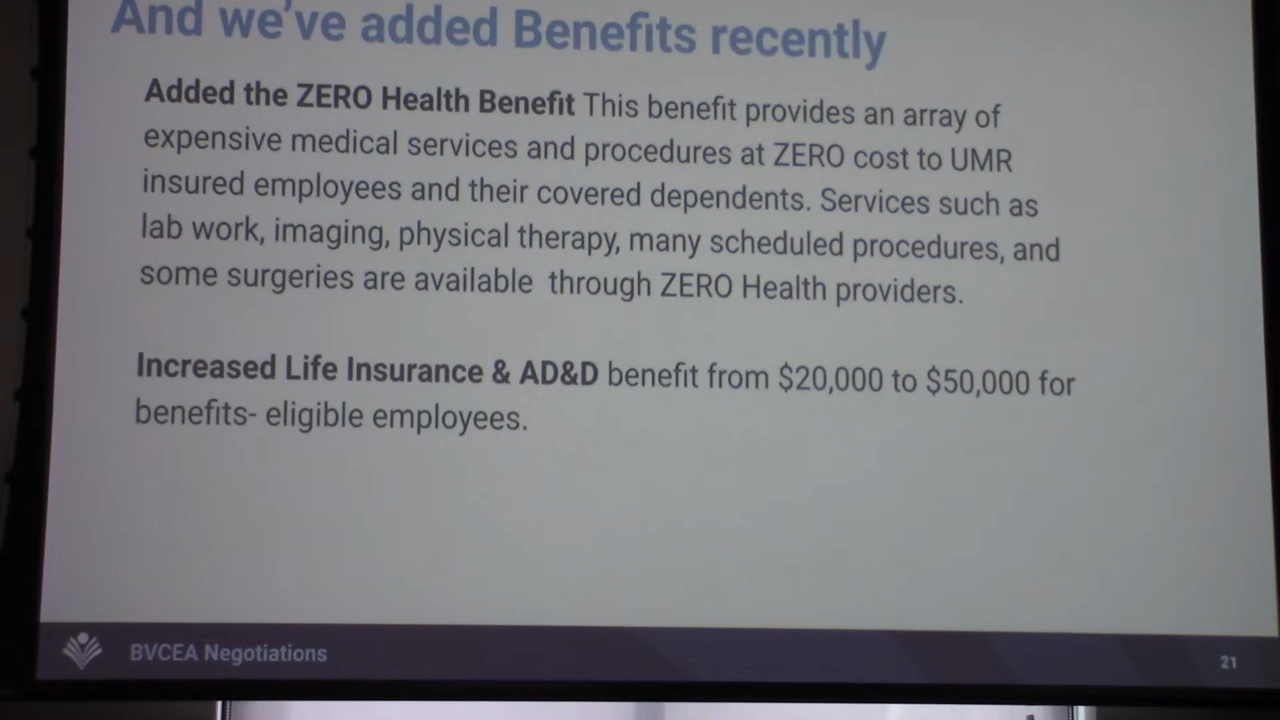 And we've added Benefits recently
Added the ZERO Health Benefit This benefit provides an array of
expensive medical services and procedures at ZERO cost to UMR
insured employees and their covered dependents. Services such as
lab work, imaging, physical therapy, many scheduled procedures, and
some surgeries are available  through ZERO Health providers.
Increased Life Insurance & AD&D benefit from $20,000 to $50,000 for
benefits- eligible employees.
BVCEA Negotiations
21